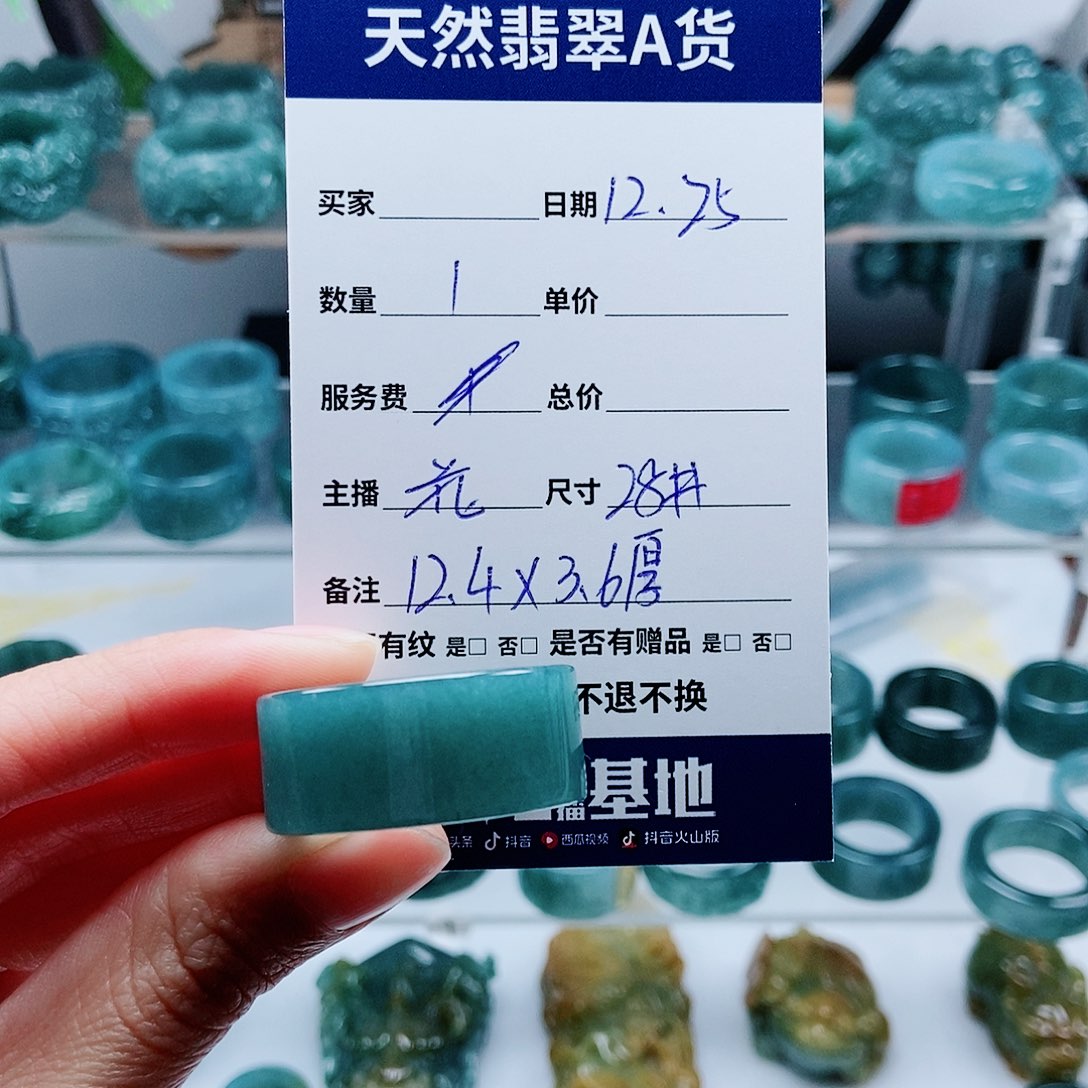 天然翡翠A货
买家 日期 12.25
数量 1 单价
服务费 总价
主播 花 尺寸 28#
备注 12.4X3.6厚
有纹 是□ 否□ 是否有赠品 是□ 否□
不退不换
播基地
头条 抖音 西瓜视频 抖音火山版